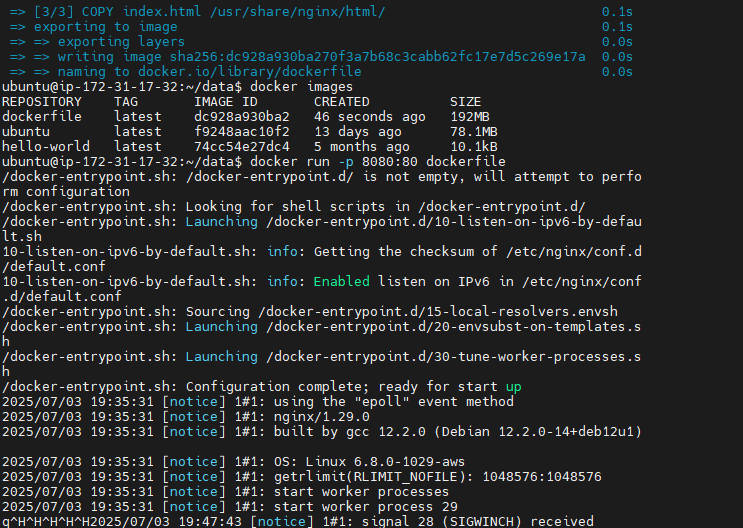 => [3/3] COPY index.html /usr/share/nginx/html/ 0.1s
=> exporting to image 0.1s
=> => exporting layers 0.0s
=> => writing image sha256:dc928a930ba270f3a7b68c3cabb62fc17e7d5c269e17a 0.0s
=> => naming to docker.io/library/dockerfile 0.0s
ubuntu@ip-172-31-17-32:~/data$ docker images
REPOSITORY TAG IMAGE ID CREATED SIZE
dockerfile latest dc928a930ba2 46 seconds ago 192MB
ubuntu latest f9248aac10f2 13 days ago 78.1MB
hello-world latest 74cc54e27dc4 5 months ago 10.1kB
ubuntu@ip-172-31-17-32:~/data$ docker run -p 8080:80 dockerfile
/docker-entrypoint.sh: /docker-entrypoint.d/ is not empty, will attempt to perfo
rm configuration
/docker-entrypoint.sh: Looking for shell scripts in /docker-entrypoint.d/
/docker-entrypoint.sh: Launching /docker-entrypoint.d/10-listen-on-ipv6-by-defau
lt.sh
10-listen-on-ipv6-by-default.sh: info: Getting the checksum of /etc/nginx/conf.d
/default.conf
10-listen-on-ipv6-by-default.sh: info: Enabled listen on IPv6 in /etc/nginx/conf
.d/default.conf
/docker-entrypoint.sh: Sourcing /docker-entrypoint.d/15-local-resolvers.envsh
/docker-entrypoint.sh: Launching /docker-entrypoint.d/20-envsubst-on-templates.s
h
/docker-entrypoint.sh: Launching /docker-entrypoint.d/30-tune-worker-processes.s
h
/docker-entrypoint.sh: Configuration complete; ready for start up
2025/07/03 19:35:31 [notice] 1#1: using the "epoll" event method
2025/07/03 19:35:31 [notice] 1#1: nginx/1.29.0
2025/07/03 19:35:31 [notice] 1#1: built by gcc 12.2.0 (Debian 12.2.0-14+deb12u1)
2025/07/03 19:35:31 [notice] 1#1: OS: Linux 6.8.0-1029-aws
2025/07/03 19:35:31 [notice] 1#1: getrlimit(RLIMIT_NOFILE): 1048576:1048576
2025/07/03 19:35:31 [notice] 1#1: start worker processes
2025/07/03 19:35:31 [notice] 1#1: start worker process 29
q^H^H^H^H^H2025/07/03 19:47:43 [notice] 1#1: signal 28 (SIGWINCH) received